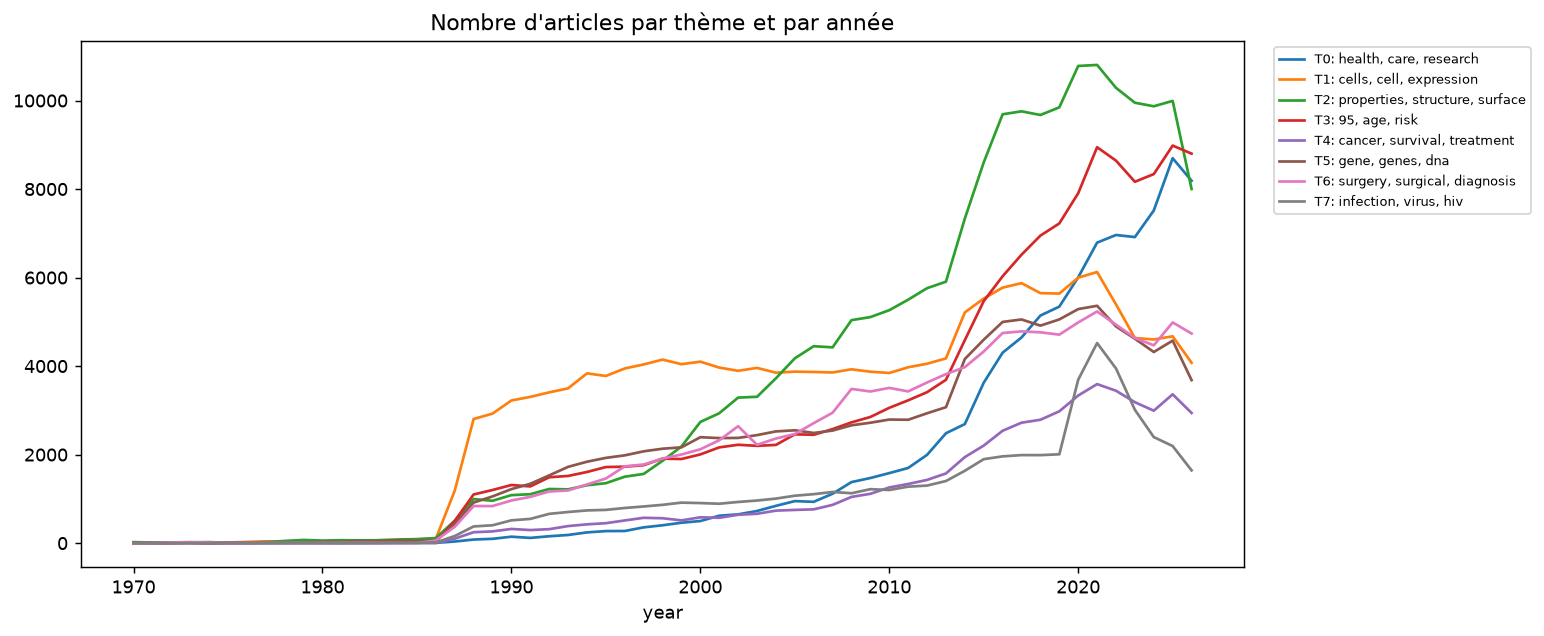 Nombre d'articles par thème et par année
10000
8000
6000
4000
2000
0
1970 1980 1990 2000 2010 2020
year
T0: health, care, research
T1: cells, cell, expression
T2: properties, structure, surface
T3: 95, age, risk
T4: cancer, survival, treatment
T5: gene, genes, dna
T6: surgery, surgical, diagnosis
T7: infection, virus, hiv